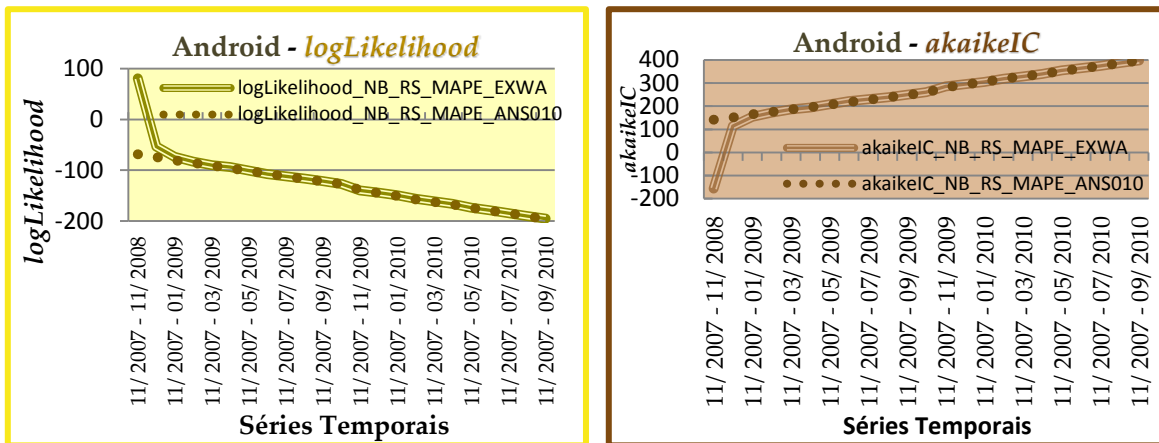 Android - logLikelihood
logLikelihood
100
0
-100
-200
logLikelihood_NB_RS_MAPE_EXWA
logLikelihood_NB_RS_MAPE_ANS010
11/ 2007 - 11/ 2008
11/ 2007 - 01/ 2009
11/ 2007 - 03/ 2009
11/ 2007 - 05/ 2009
11/ 2007 - 07/ 2009
11/ 2007 - 09/ 2009
11/ 2007 - 11/ 2009
11/ 2007 - 01/ 2010
11/ 2007 - 03/ 2010
11/ 2007 - 05/ 2010
11/ 2007 - 07/ 2010
11/ 2007 - 09/ 2010
Séries Temporais
Android - akaikeIC
akaikeIC
400
300
200
100
0
-100
-200
akaikeIC_NB_RS_MAPE_EXWA
akaikeIC_NB_RS_MAPE_ANS010
11/ 2007 - 11/ 2008
11/ 2007 - 01/ 2009
11/ 2007 - 03/ 2009
11/ 2007 - 05/ 2009
11/ 2007 - 07/ 2009
11/ 2007 - 09/ 2009
11/ 2007 - 11/ 2009
11/ 2007 - 01/ 2010
11/ 2007 - 03/ 2010
11/ 2007 - 05/ 2010
11/ 2007 - 07/ 2010
11/ 2007 - 09/ 2010
Séries Temporais